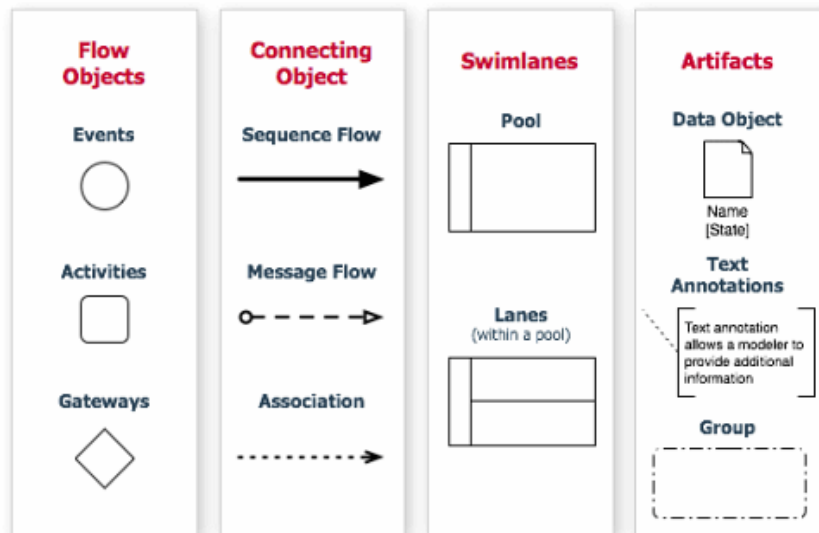 Flow
Objects
Events
Activities
Gateways
Connecting
Object
Sequence Flow
Message Flow
Association
Swimlanes
Pool
Lanes
(within a pool)
Artifacts
Data Object
Name
[State]
Text
Annotations
Text annotation
allows a modeler to
provide additional
information
Group